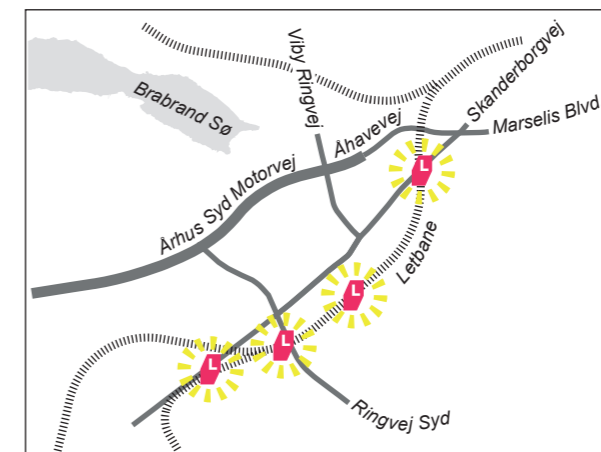 Brabrand Sø
Viby Ringvej
Skanderborgvej
Åhavevej
Marselis Blvd
L
Århus Syd Motorvej
Letbane
L
L
L
Ringvej Syd